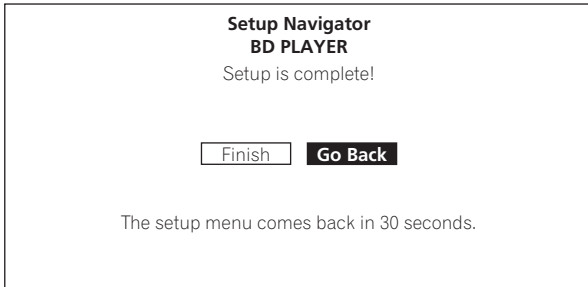 Setup Navigator
BD PLAYER
Setup is complete!
Finish Go Back
The setup menu comes back in 30 seconds.